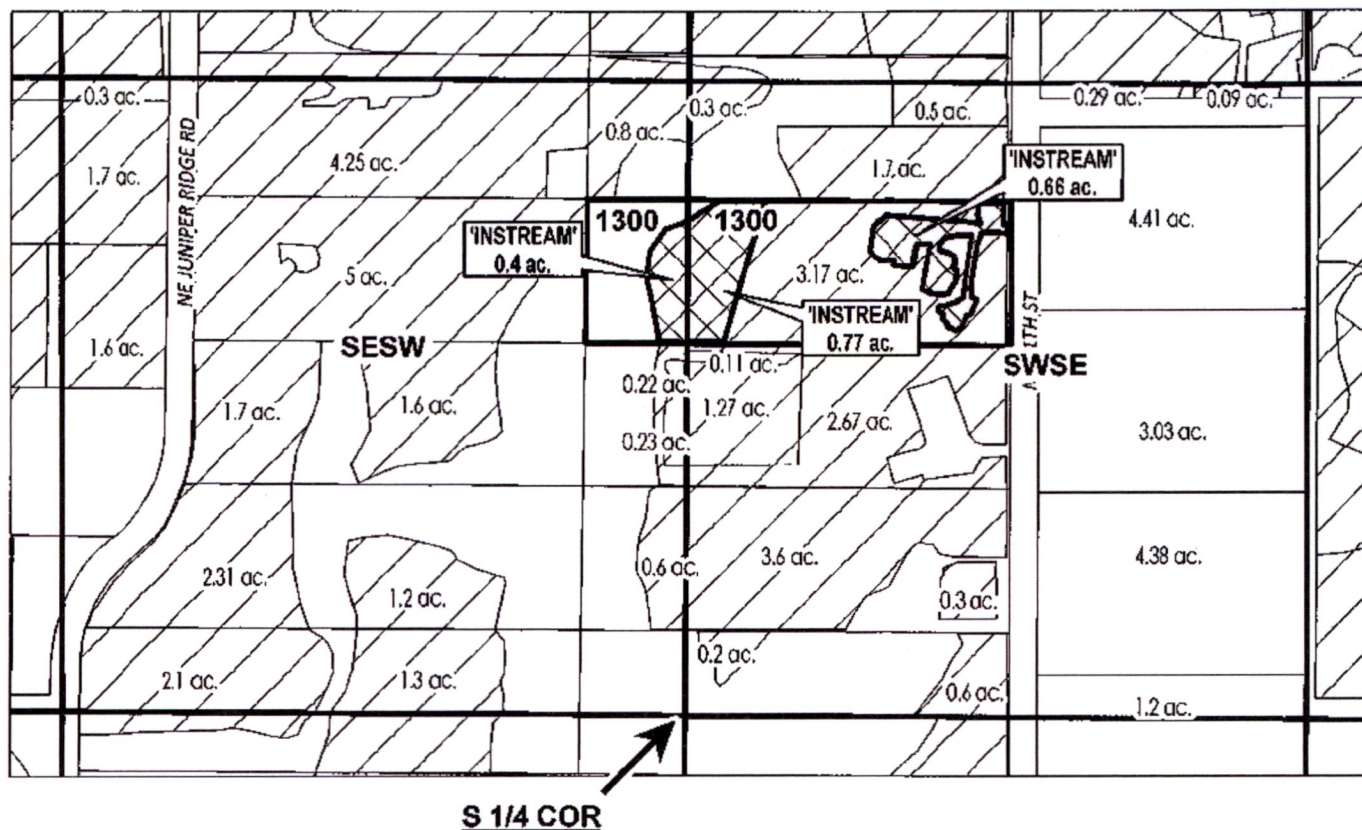 0.3 ac.
0.3 ac.
0.5 ac.
0.29 ac.
0.09 ac.
0.8 ac.
4.25 ac.
1.7 ac.
1.7 ac.
'INSTREAM'
0.66 ac.
NE JUNIPER RIDGE RD
1300
1300
4.41 ac.
'INSTREAM'
0.4 ac.
5 ac.
3.17 ac.
'INSTREAM'
0.77 ac.
1.6 ac.
SESW
0.11 ac.
SWSE
TH ST
0.22 ac.
1.7 ac.
1.6 ac.
1.27 ac.
2.67 ac.
3.03 ac.
0.23 ac.
2.31 ac.
0.6 ac.
3.6 ac.
4.38 ac.
1.2 ac.
0.3 ac.
0.2 ac.
2.1 ac.
1.3 ac.
0.6 ac.
1.2 ac.
S 1/4 COR